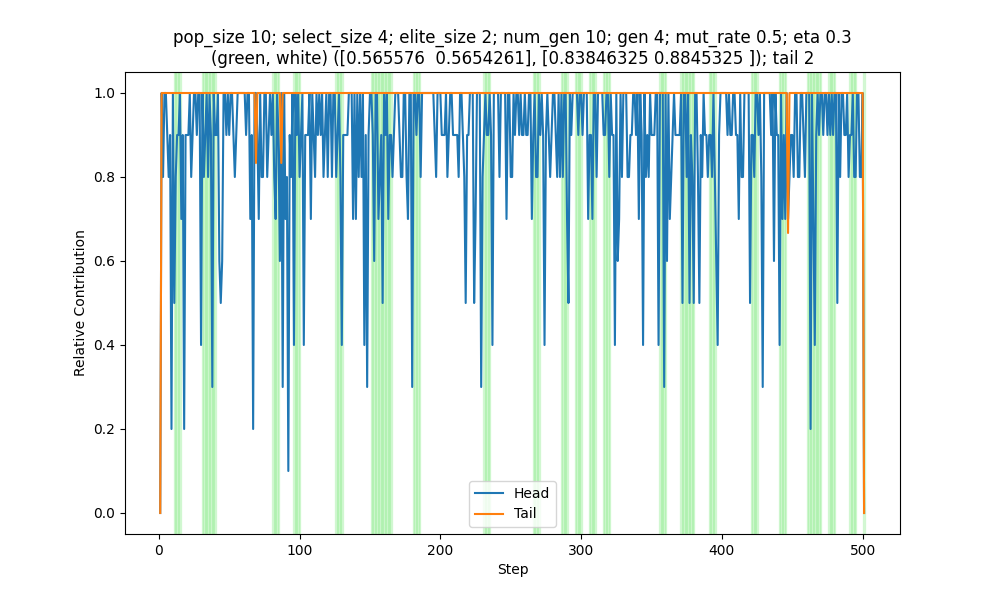 pop_size 10; select_size 4; elite_size 2; num_gen 10; gen 4; mut_rate 0.5; eta 0.3
(green, white) ([0.565576  0.5654261], [0.83846325 0.8845325 ]); tail 2
Relative Contribution
1.0
0.8
0.6
0.4
0.2
0.0
Head
Tail
0
100
200
300
400
500
Step